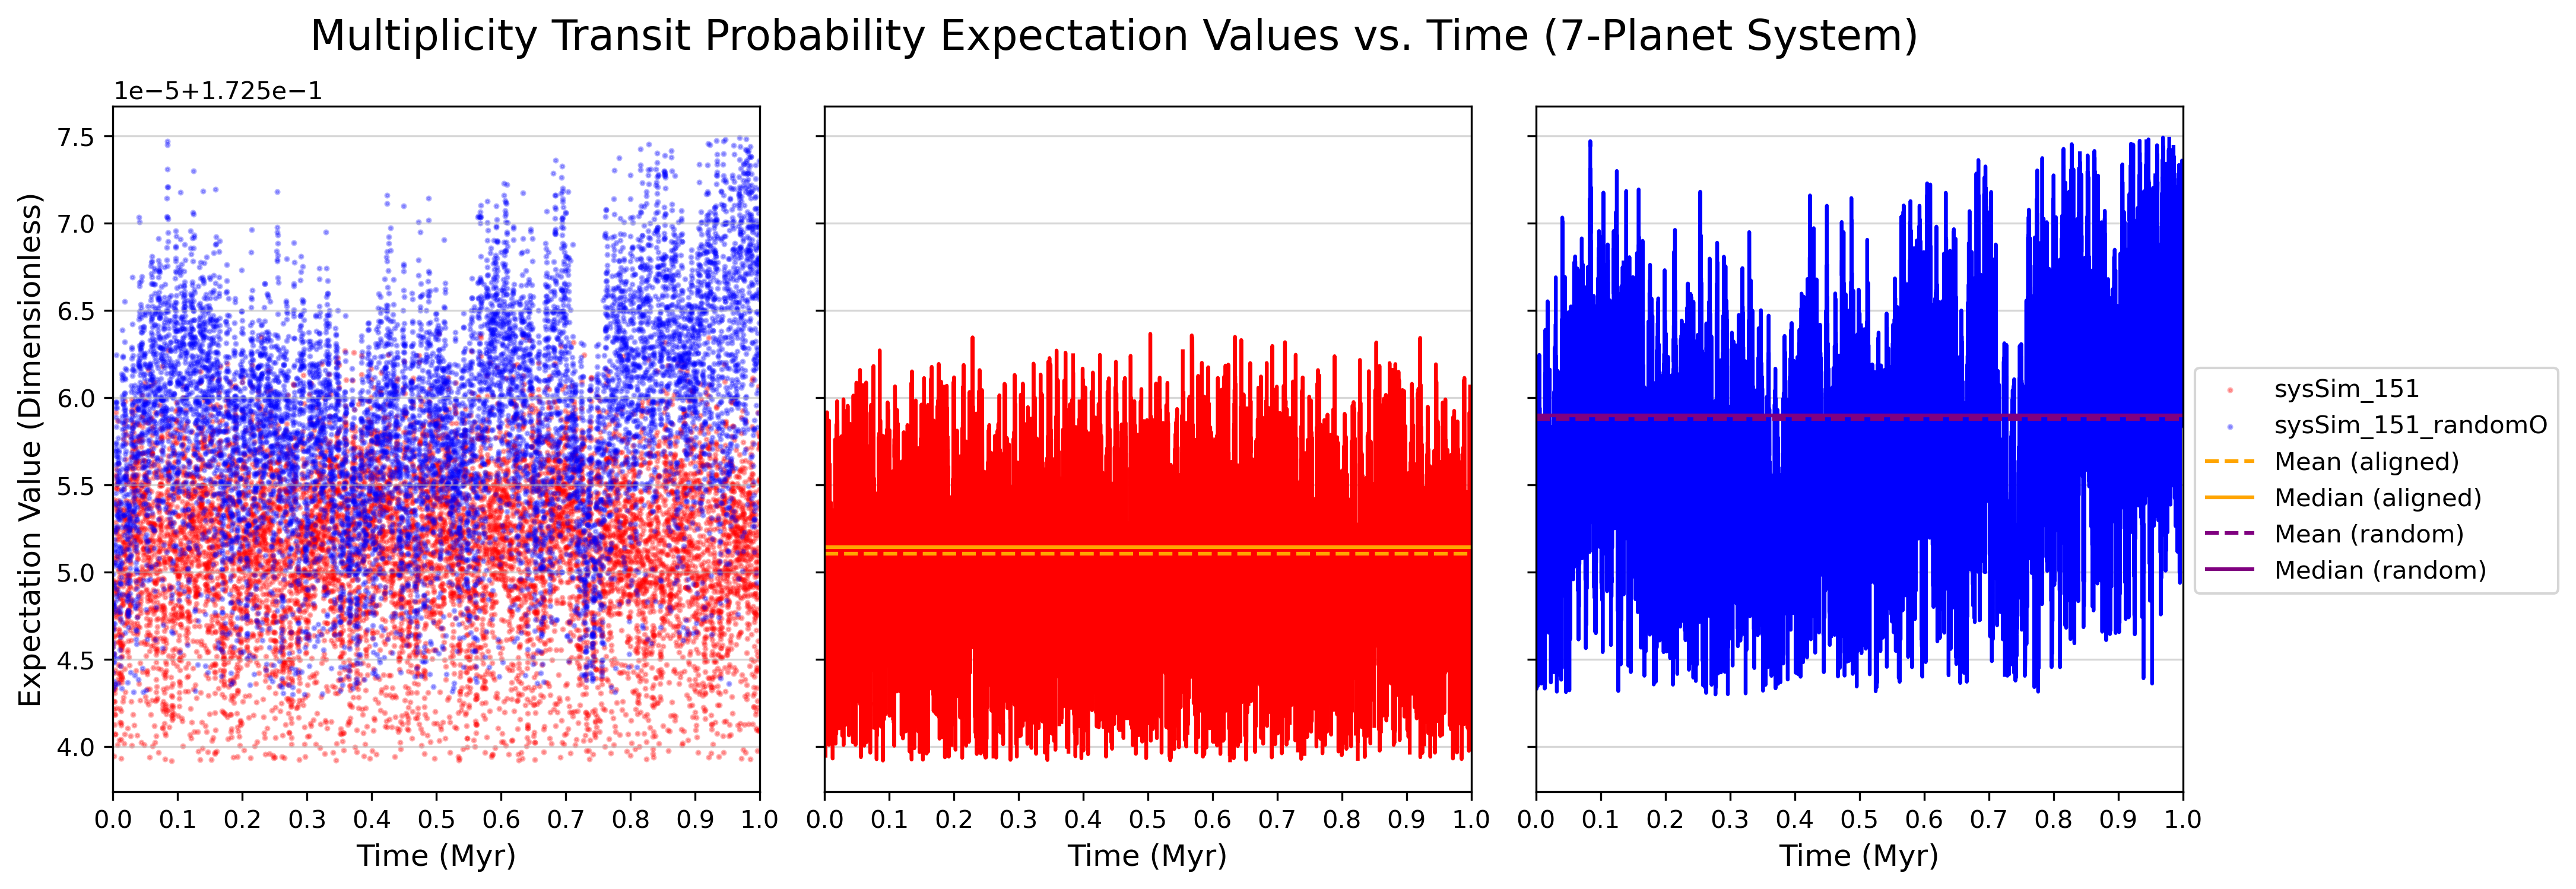 Multiplicity Transit Probability Expectation Values vs. Time (7-Planet System)
1e−5+1.725e−1
Expectation Value (Dimensionless)
7.5
7.0
6.5
6.0
5.5
5.0
4.5
4.0
0.0 0.1 0.2 0.3 0.4 0.5 0.6 0.7 0.8 0.9 1.0
Time (Myr)
0.0 0.1 0.2 0.3 0.4 0.5 0.6 0.7 0.8 0.9 1.0
Time (Myr)
0.0 0.1 0.2 0.3 0.4 0.5 0.6 0.7 0.8 0.9 1.0
Time (Myr)
sysSim_151
sysSim_151_randomO
Mean (aligned)
Median (aligned)
Mean (random)
Median (random)